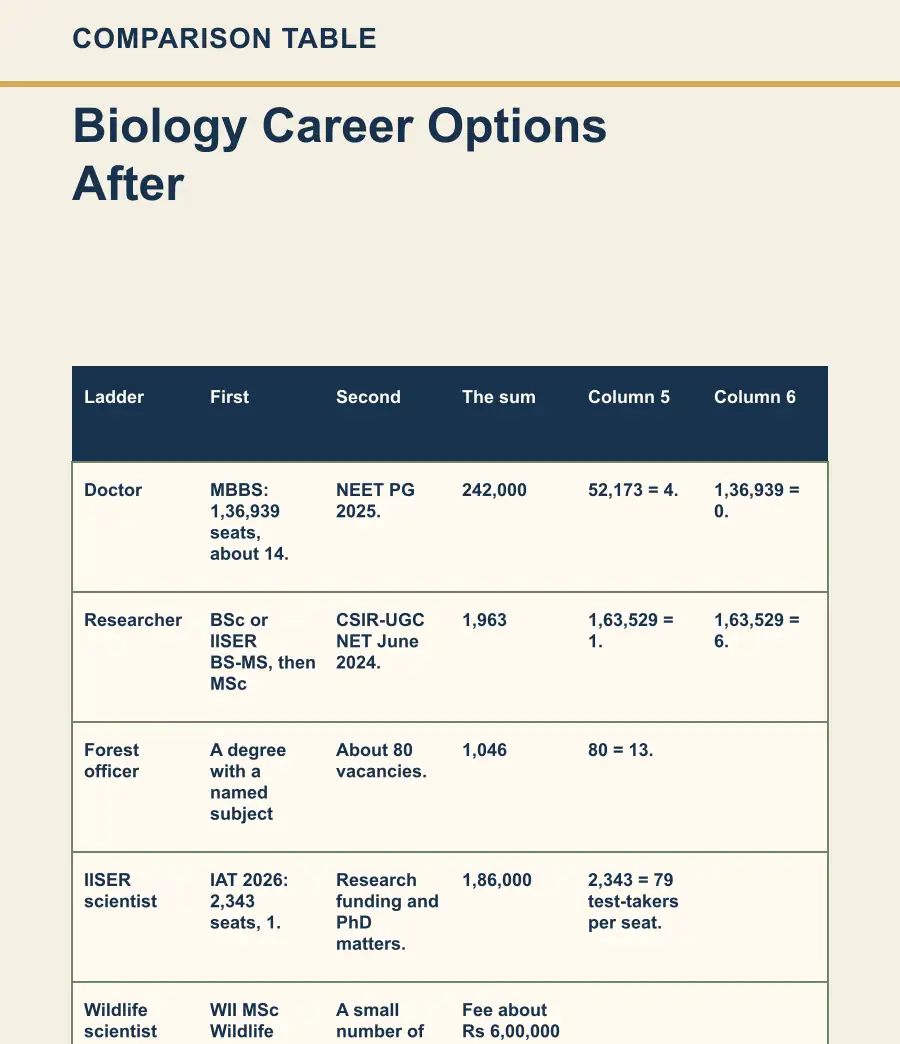 COMPARISON TABLE
Biology Career Options
After
Ladder
First
Second
The sum
Column 5
Column 6
Doctor
MBBS:
1,36,939
seats,
about 14.
NEET PG
2025.
242,000
52,173 = 4.
1,36,939 =
0.
Researcher
BSc or
IISER
BS-MS, then
MSc
CSIR-UGC
NET June
2024.
1,963
1,63,529 =
1.
1,63,529 =
6.
Forest
officer
A degree
with a
named
subject
About 80
vacancies.
1,046
80 = 13.
IISER
scientist
IAT 2026:
2,343
seats, 1.
Research
funding and
PhD
matters.
1,86,000
2,343 = 79
test-takers
per seat.
Wildlife
scientist
WII MSc
Wildlife
A small
number of
Fee about
Rs 6,00,000